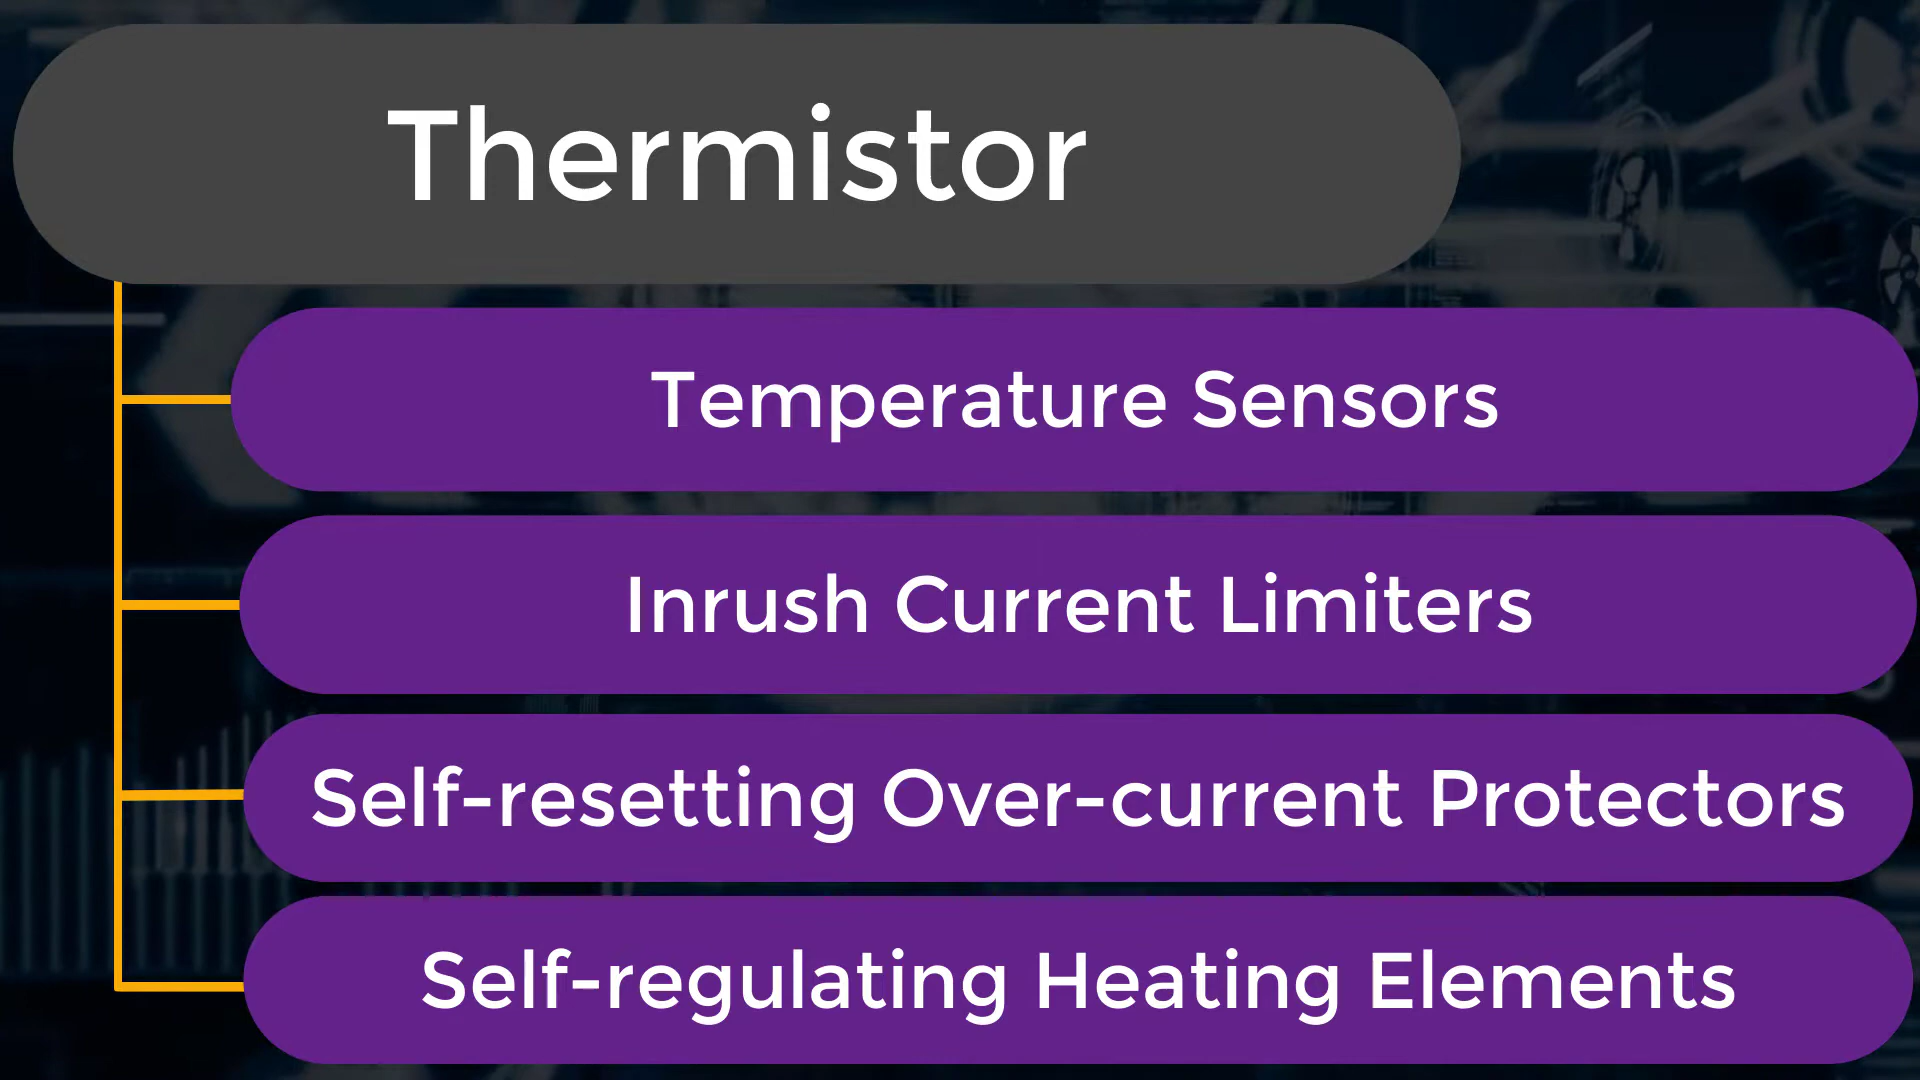 Thermistor
Temperature Sensors
Inrush Current Limiters
Self-resetting Over-current Protectors
Self-regulating Heating Elements